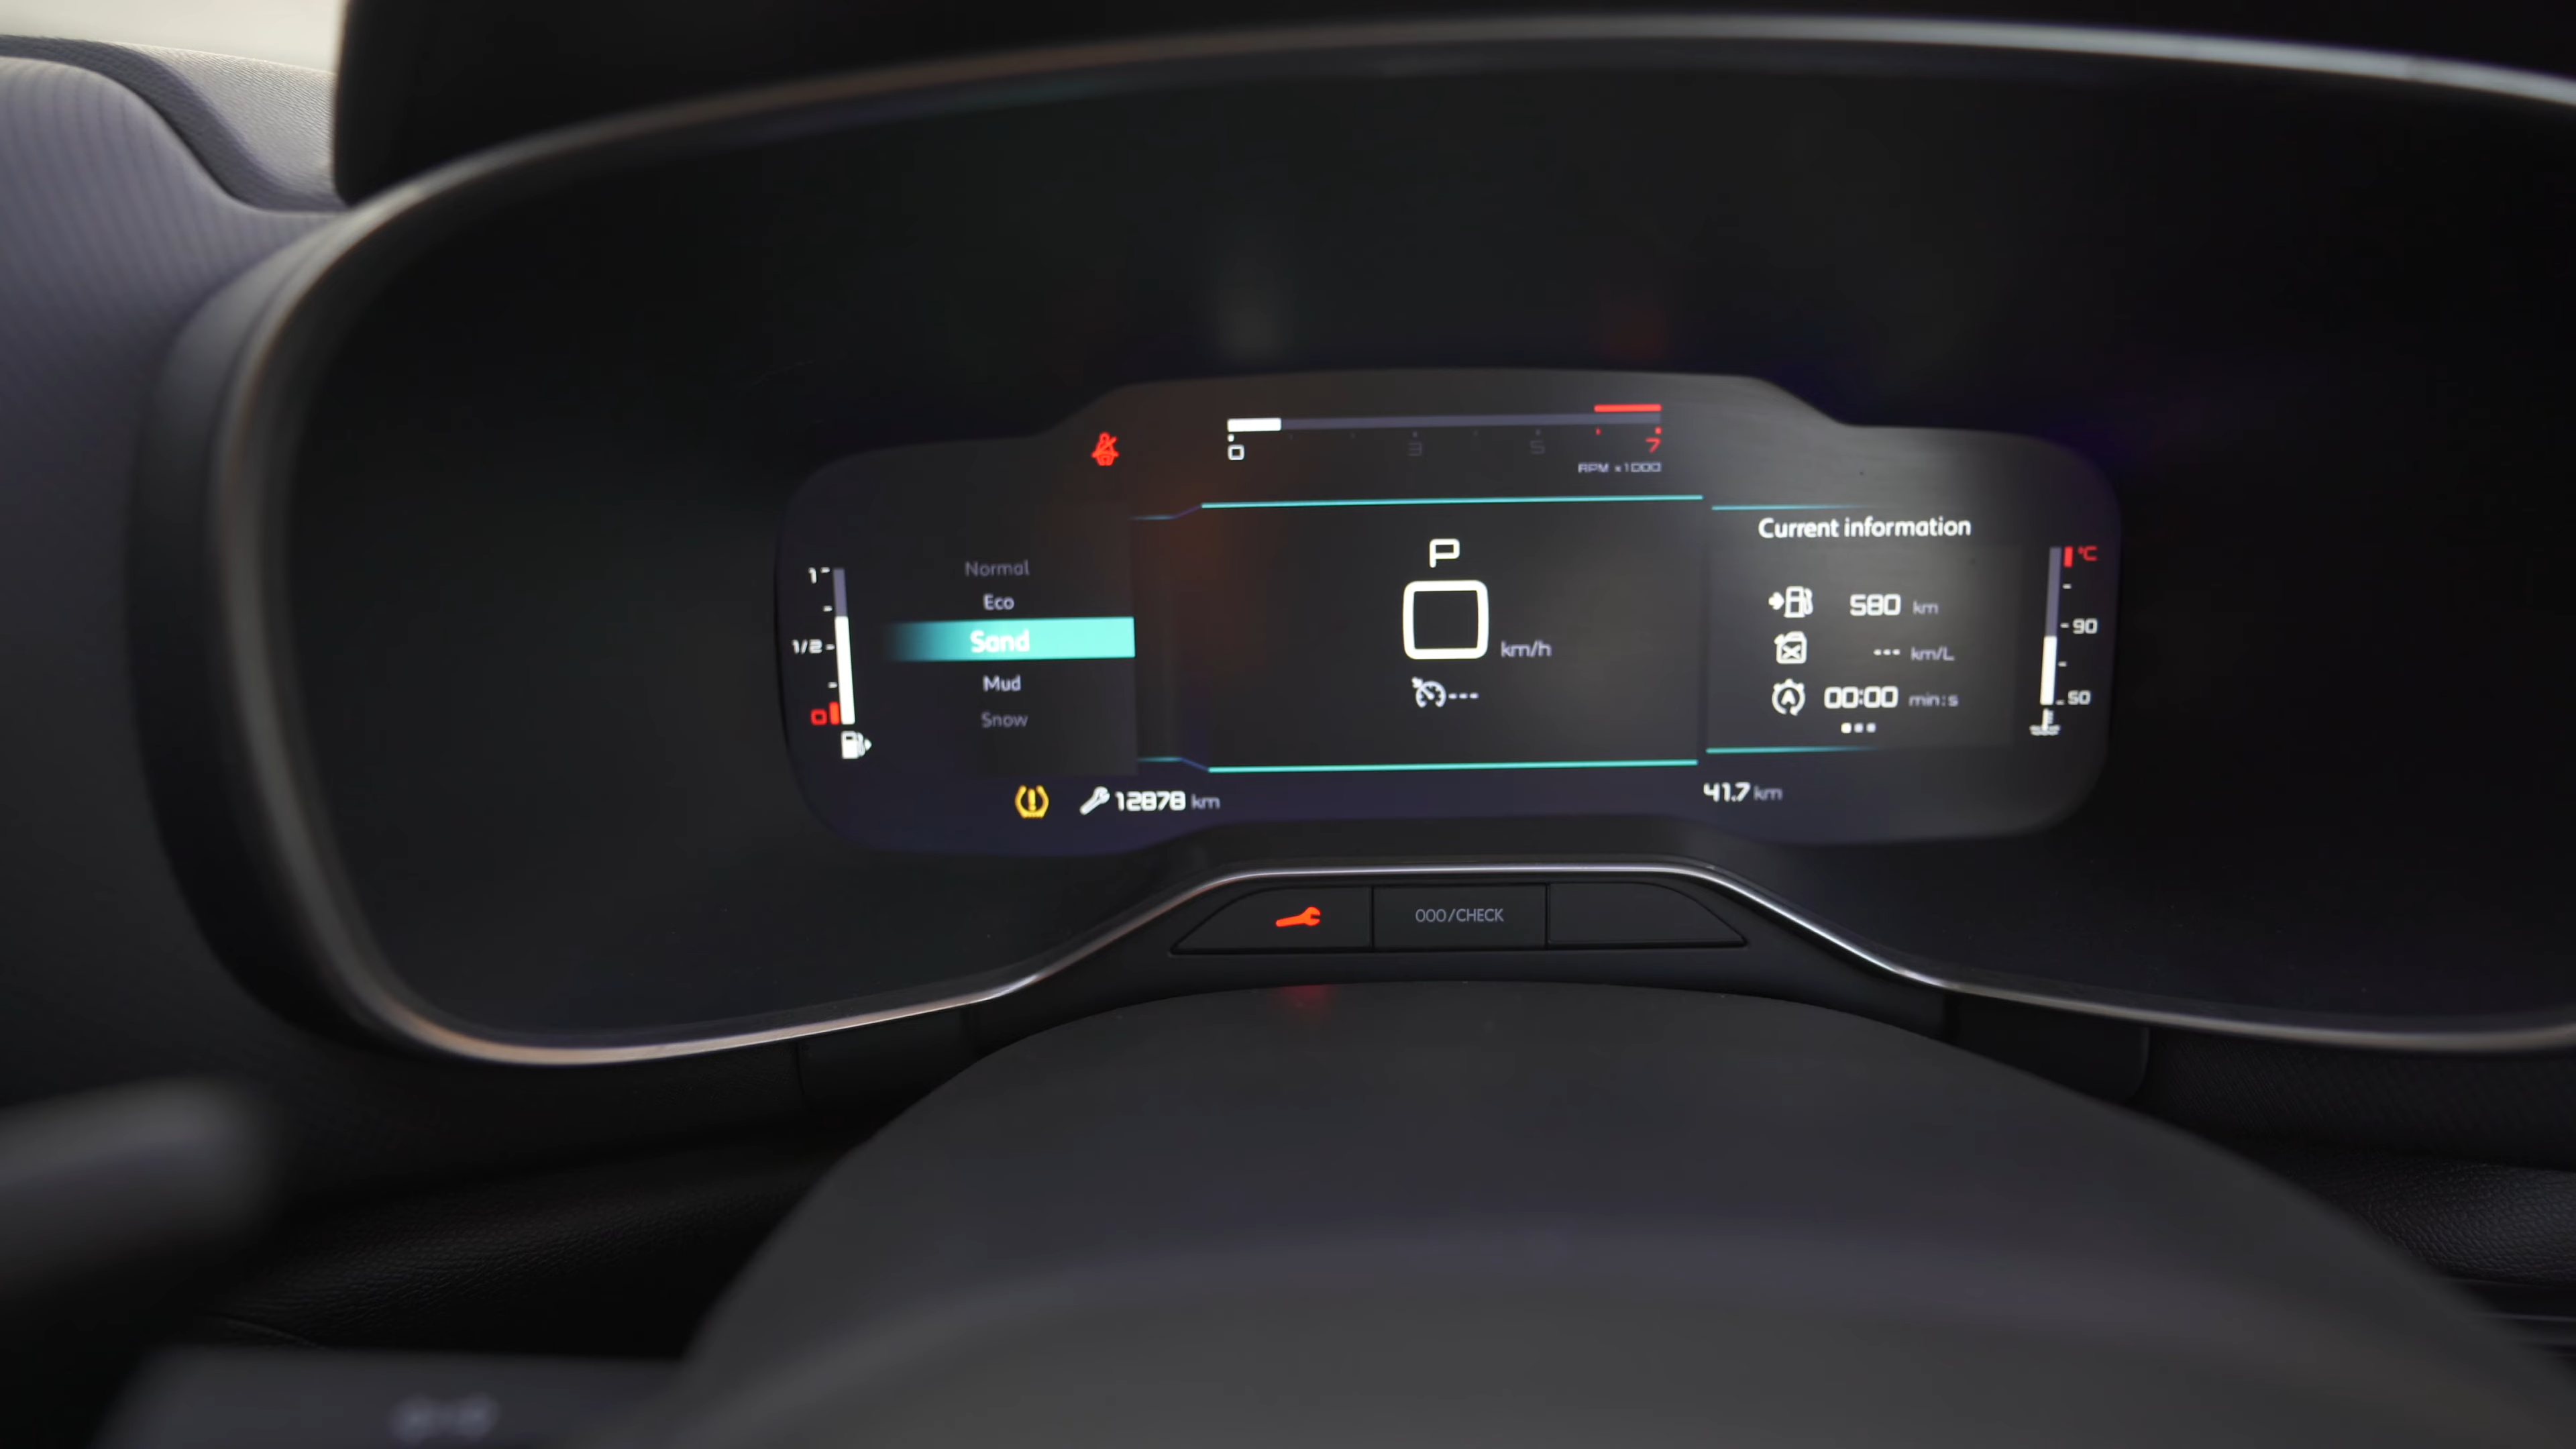 0 3 5 7
RPM x1000
Current information
P
1
1/2
0
Normal
Eco
Sand
Mud
Snow
0 km/h
---
580 km
--- km/L
00:00 min:s
°C
90
50
12878 km
41.7 km
000/CHECK